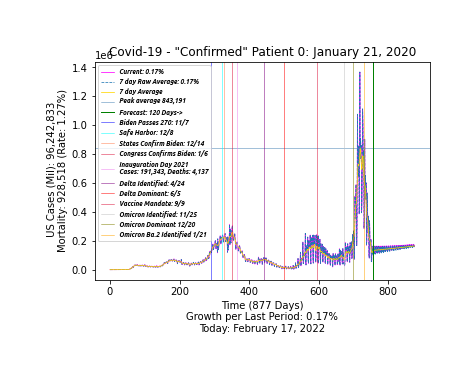 Covid-19 - "Confirmed" Patient 0: January 21, 2020
1e6
Current: 0.17%
7 day Raw Average: 0.17%
7 day Average
Peak average 843,191
Forecast: 120 Days->
Biden Passes 270: 11/7
Safe Harbor: 12/8
States Confirm Biden: 12/14
Congress Confirms Biden: 1/6
Inauguration Day 2021
Cases: 191,343, Deaths: 4,137
Delta Identified: 4/24
Delta Dominant: 6/5
Vaccine Mandate: 9/9
Omicron Identified: 11/25
Omicron Dominant: 12/20
Omicron Ba.2 Identified 1/21
1.4
1.2
1.0
0.8
0.6
0.4
0.2
0.0
US Cases (Mil): 96,242,833
Mortality: 928,518 (Rate: 1.27%)
0 200 400 600 800
Time (877 Days)
Growth per Last Period: 0.17%
Today: February 17, 2022